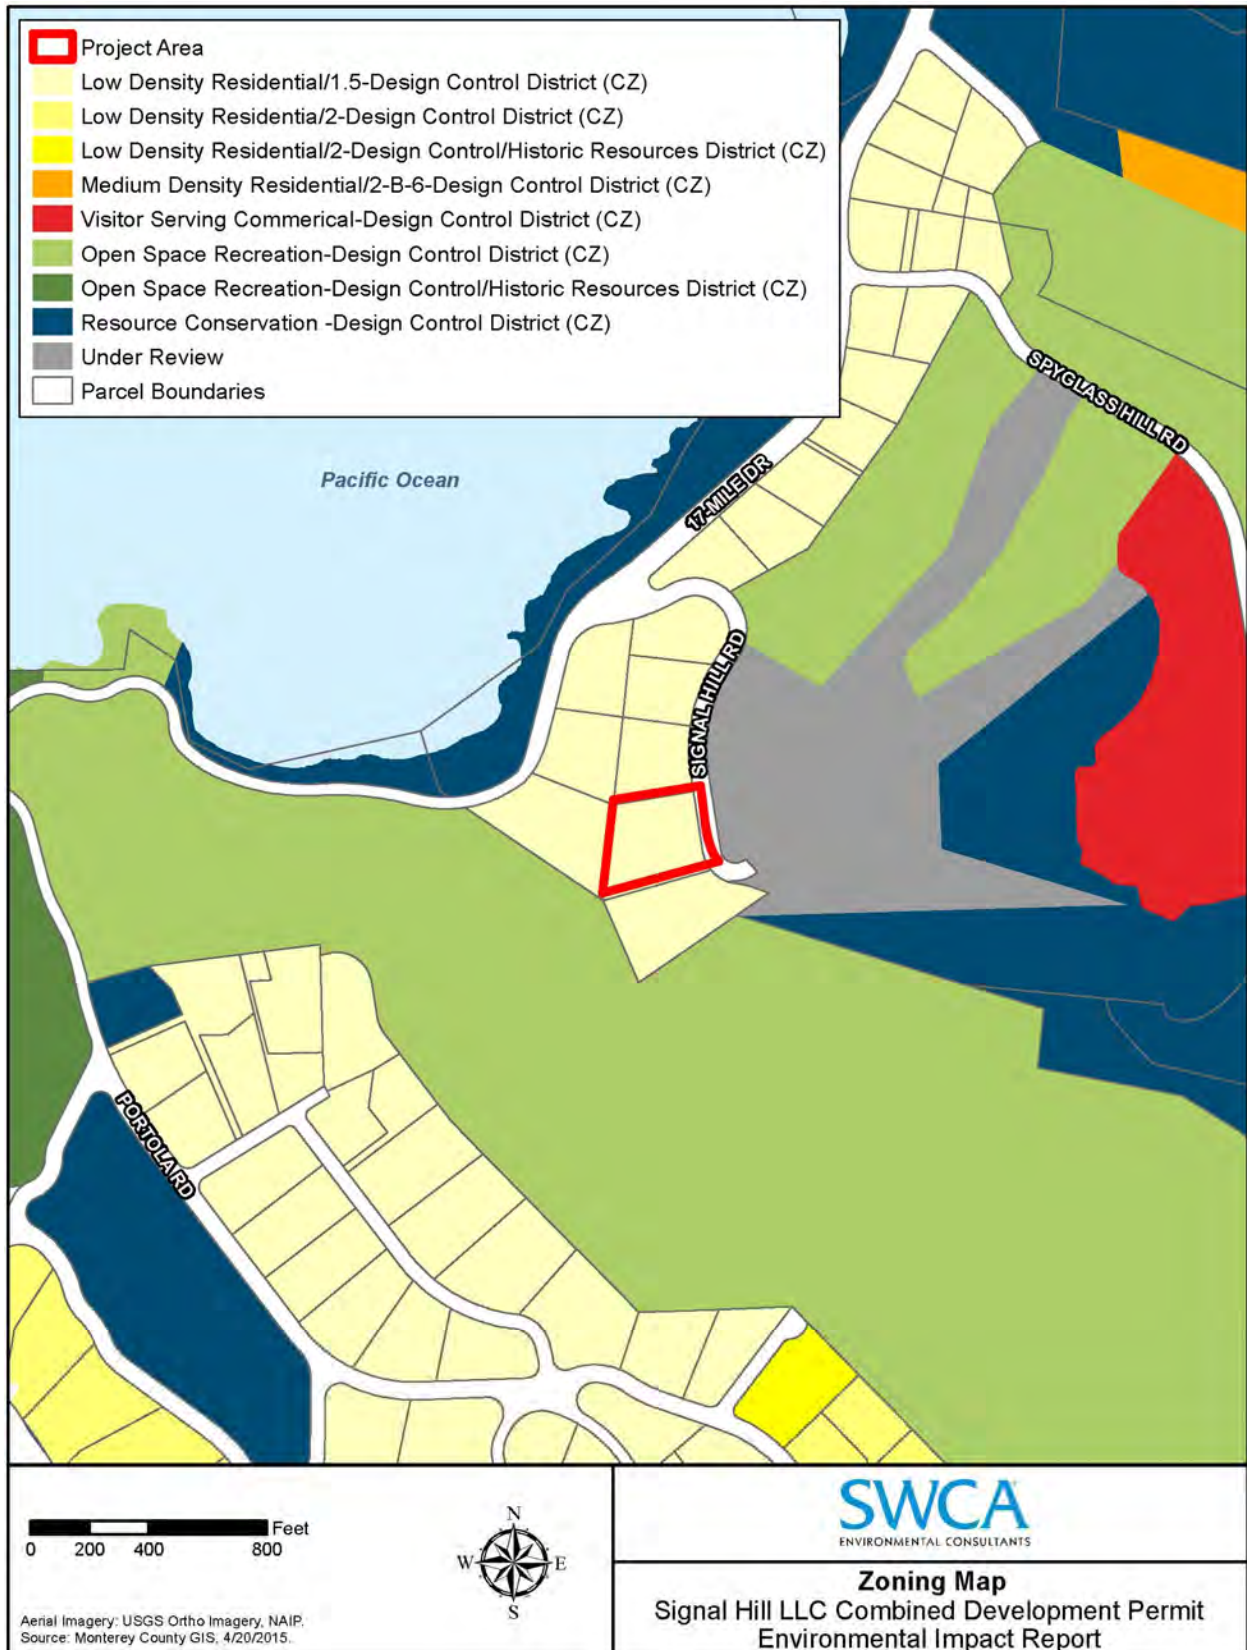 Project Area
Low Density Residential/1.5-Design Control District (CZ)
Low Density Residentia/2-Design Control District (CZ)
Low Density Residential/2-Design Control/Historic Resources District (CZ)
Medium Density Residential/2-B-6-Design Control District (CZ)
Visitor Serving Commerical-Design Control District (CZ)
Open Space Recreation-Design Control District (CZ)
Open Space Recreation-Design Control/Historic Resources District (CZ)
Resource Conservation -Design Control District (CZ)
Under Review
Parcel Boundaries
SPYGLASS HILL RD
Pacific Ocean
17-MILE DR
SIGNAL HILL RD
PORTOLA RD
0 200 400 800 Feet
N
W E
S
Aerial Imagery: USGS Ortho Imagery, NAIP.
Source: Monterey County GIS, 4/20/2015.
SWCA
ENVIRONMENTAL CONSULTANTS
Zoning Map
Signal Hill LLC Combined Development Permit
Environmental Impact Report